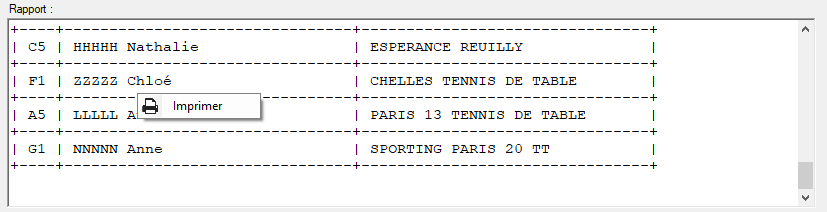 Rapport :
C5 | HHHHH Nathalie | ESPERANCE REUILLY |
F1 | ZZZZZ Chloé | CHELLES TENNIS DE TABLE |
Imprimer
A5 | LLLLL | PARIS 13 TENNIS DE TABLE |
G1 | NNNNN Anne | SPORTING PARIS 20 TT |